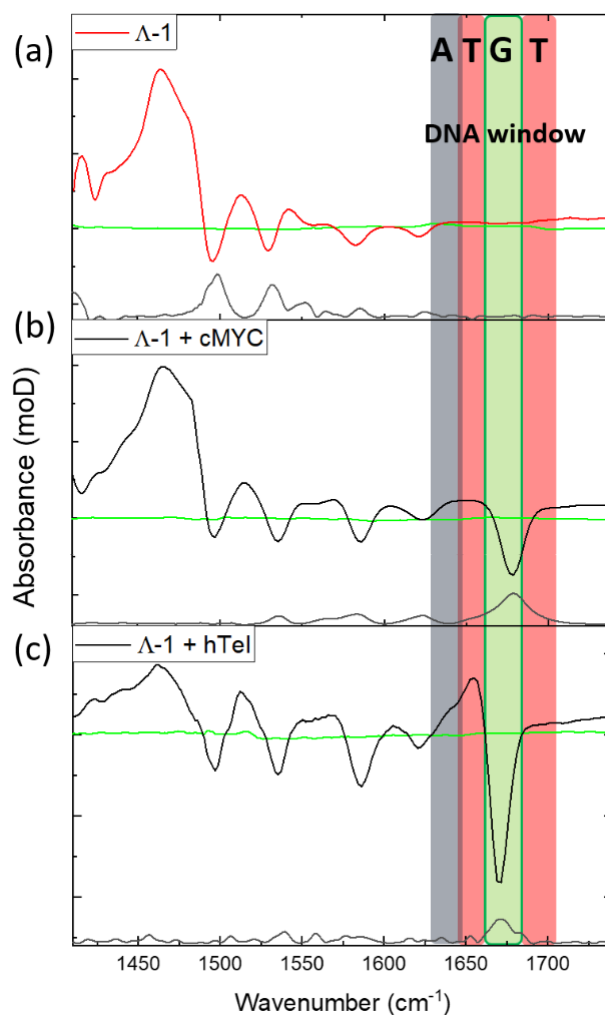 (a)
Λ-1
A T G T
DNA window
(b)
Λ-1 + cMYC
Absorbance (moD)
(c)
Λ-1 + hTel
1450 1500 1550 1600 1650 1700
Wavenumber (cm⁻¹)